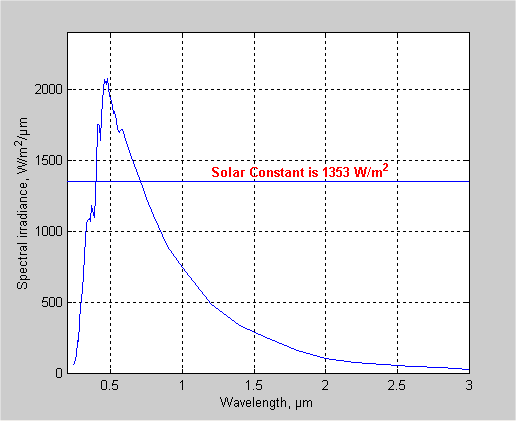 2000
1500
1000
500
0
Spectral irradiance, W/m²/µm
Solar Constant is 1353 W/m²
0.5 1 1.5 2 2.5 3
Wavelength, µm